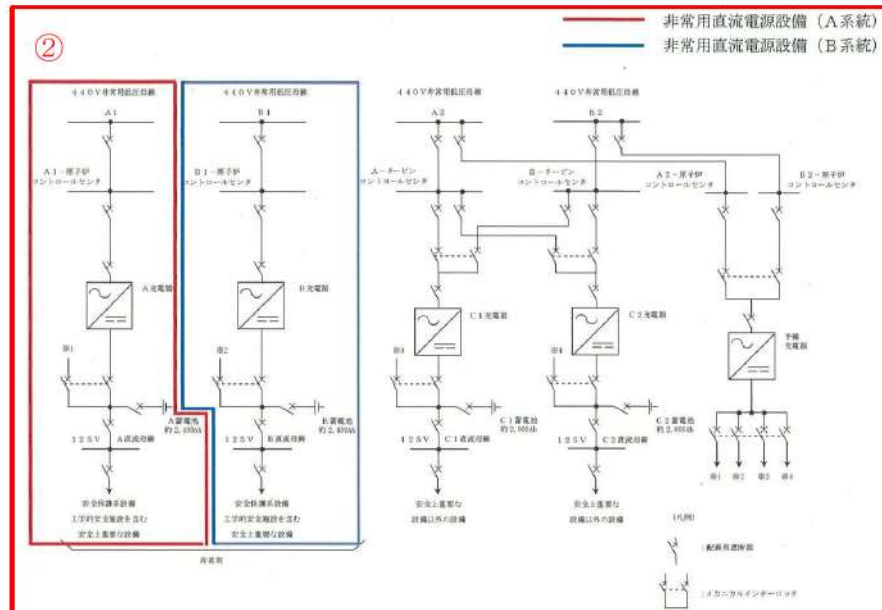 非常用直流電源設備（A系統）
非常用直流電源設備（B系統）
②
440V非常用低圧母線
A1
440V非常用低圧母線
B1
440V非常用低圧母線
A2
440V非常用低圧母線
B2
A1-原子炉
コントロールセンタ
B1-原子炉
コントロールセンタ
A-タービン
コントロールセンタ
B-タービン
コントロールセンタ
A2-原子炉
コントロールセンタ
B2-原子炉
コントロールセンタ
A充電器
B充電器
C1充電器
C2充電器
予備
充電器
※1
※2
※3
※4
A蓄電池
約2,400Ah
B蓄電池
約2,400Ah
C1蓄電池
約2,000Ah
C2蓄電池
約2,000Ah
125V
A直流母線
125V
B直流母線
125V
C1直流母線
125V
C2直流母線
※1
※2
※3
※4
安全保護系設備
工学的安全施設を含む
安全上重要な設備
安全保護系設備
工学的安全施設を含む
安全上重要な設備
安全上重要な
設備以外の設備
安全上重要な
設備以外の設備
非常用
(凡例)
:配線用遮断器
:メカニカルインターロック